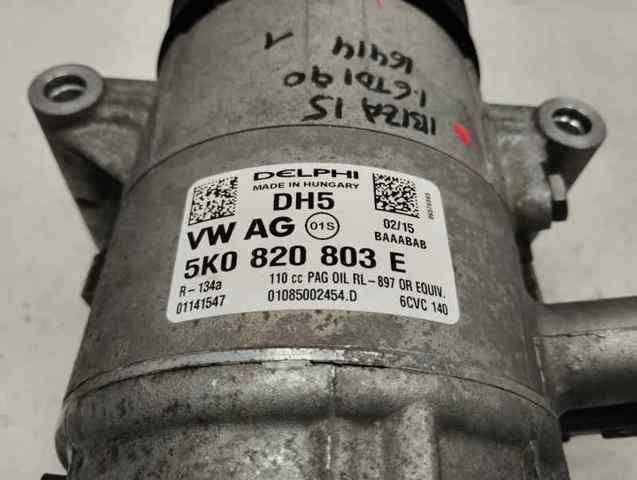 IBIZA 15
1.6TDI 90
16414
1
DELPHI
MADE IN HUNGARY
DH5
VW AG 01S
02/15
BAAABAB
5K0 820 803 E
R-134a
110 cc PAG OIL RL-897 OR EQUIV.
01141547
01085002454.D
6CVC 140